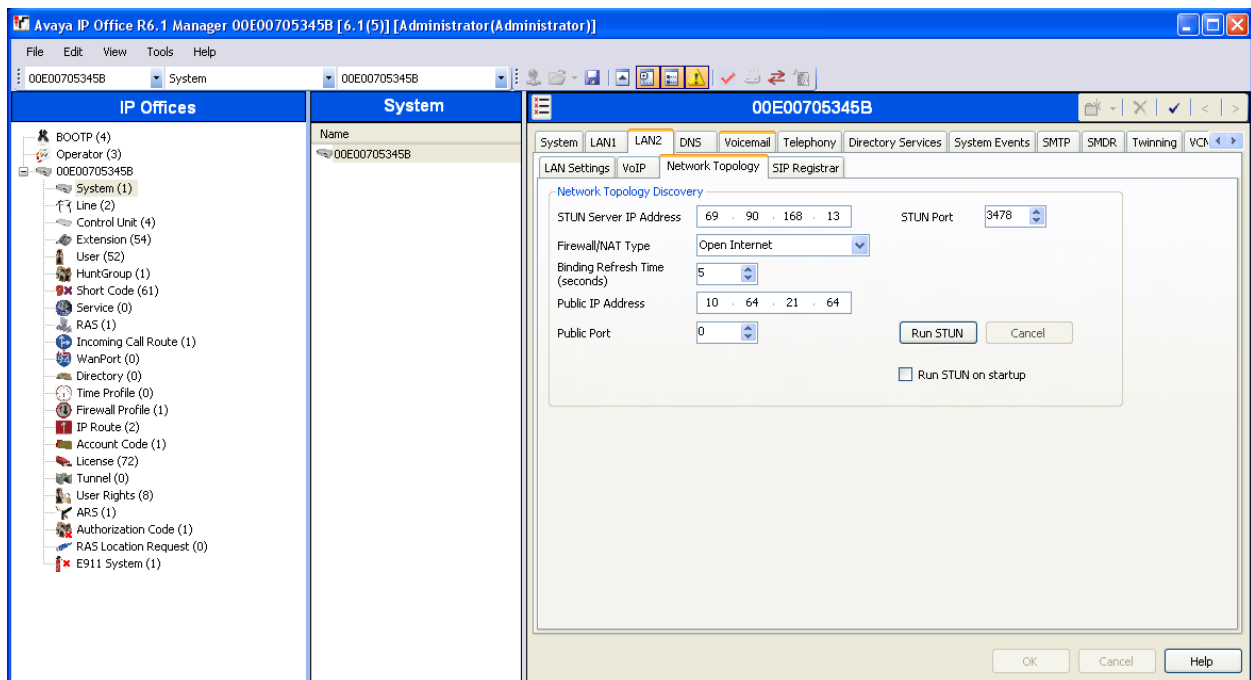 Avaya IP Office R6.1 Manager 00E00705345B [6.1(5)] [Administrator(Administrator)]
File Edit View Tools Help
00E00705345B System 00E00705345B
IP Offices
BOOTP (4)
Operator (3)
00E00705345B
System (1)
Line (2)
Control Unit (4)
Extension (54)
User (52)
HuntGroup (1)
Short Code (61)
Service (0)
RAS (1)
Incoming Call Route (1)
WanPort (0)
Directory (0)
Time Profile (0)
Firewall Profile (1)
IP Route (2)
Account Code (1)
License (72)
Tunnel (0)
User Rights (8)
ARS (1)
Authorization Code (1)
RAS Location Request (0)
E911 System (1)
System
Name
00E00705345B
00E00705345B
System LAN1 LAN2 DNS Voicemail Telephony Directory Services System Events SMTP SMDR Twinning VCM
LAN Settings VoIP Network Topology SIP Registrar
Network Topology Discovery
STUN Server IP Address 69 . 90 . 168 . 13 STUN Port 3478
Firewall/NAT Type Open Internet
Binding Refresh Time
(seconds) 5
Public IP Address 10 . 64 . 21 . 64
Public Port 0 Run STUN Cancel
Run STUN on startup
OK Cancel Help